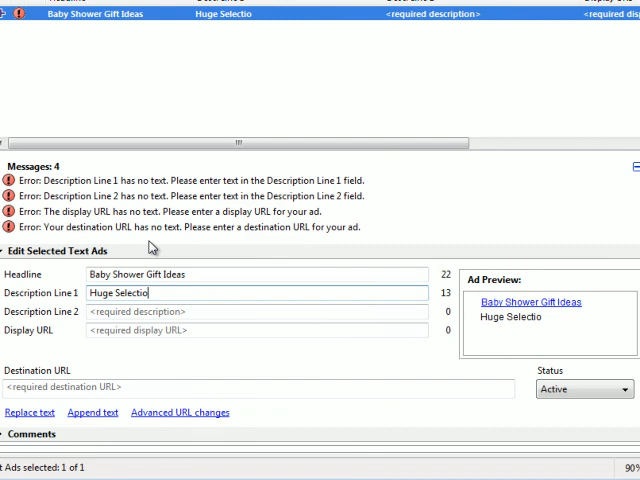 Baby Shower Gift Ideas Huge Selectio <required description> <required dis
Messages: 4
Error: Description Line 1 has no text. Please enter text in the Description Line 1 field.
Error: Description Line 2 has no text. Please enter text in the Description Line 2 field.
Error: The display URL has no text. Please enter a display URL for your ad.
Error: Your destination URL has no text. Please enter a destination URL for your ad.
Edit Selected Text Ads
Headline Baby Shower Gift Ideas 22
Ad Preview:
Description Line 1 Huge Selectio 13
Baby Shower Gift Ideas
Description Line 2 <required description> 0
Huge Selectio
Display URL <required display URL> 0
Destination URL Status
<required destination URL> Active
Replace text Append text Advanced URL changes
Comments
t Ads selected: 1 of 1 90%